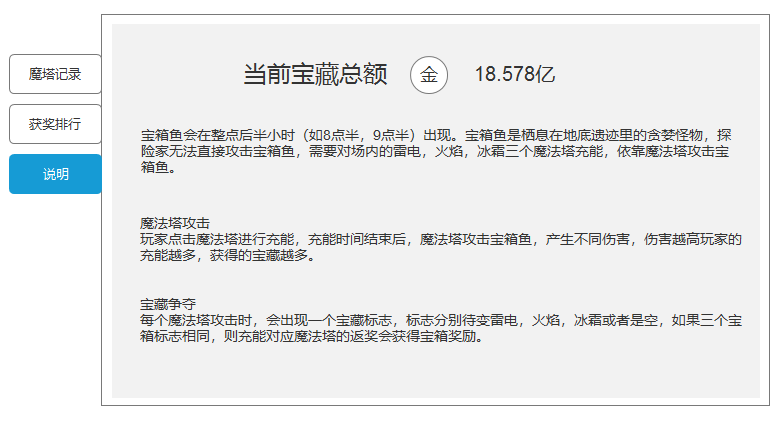 当前宝藏总额 金 18.578亿
魔塔记录
获奖排行
说明
宝箱鱼会在整点后半小时（如8点半，9点半）出现。宝箱鱼是栖息在地底遗迹里的贪婪怪物，探
险家无法直接攻击宝箱鱼，需要对场内的雷电，火焰，冰霜三个魔法塔充能，依靠魔法塔攻击宝
箱鱼。
魔法塔攻击
玩家点击魔法塔进行充能，充能时间结束后，魔法塔攻击宝箱鱼，产生不同伤害，伤害越高玩家的
充能越多，获得的宝藏越多。
宝藏争夺
每个魔法塔攻击时，会出现一个宝藏标志，标志分别待变雷电，火焰，冰霜或者是空，如果三个宝
箱标志相同，则充能对应魔法塔的返奖会获得宝箱奖励。